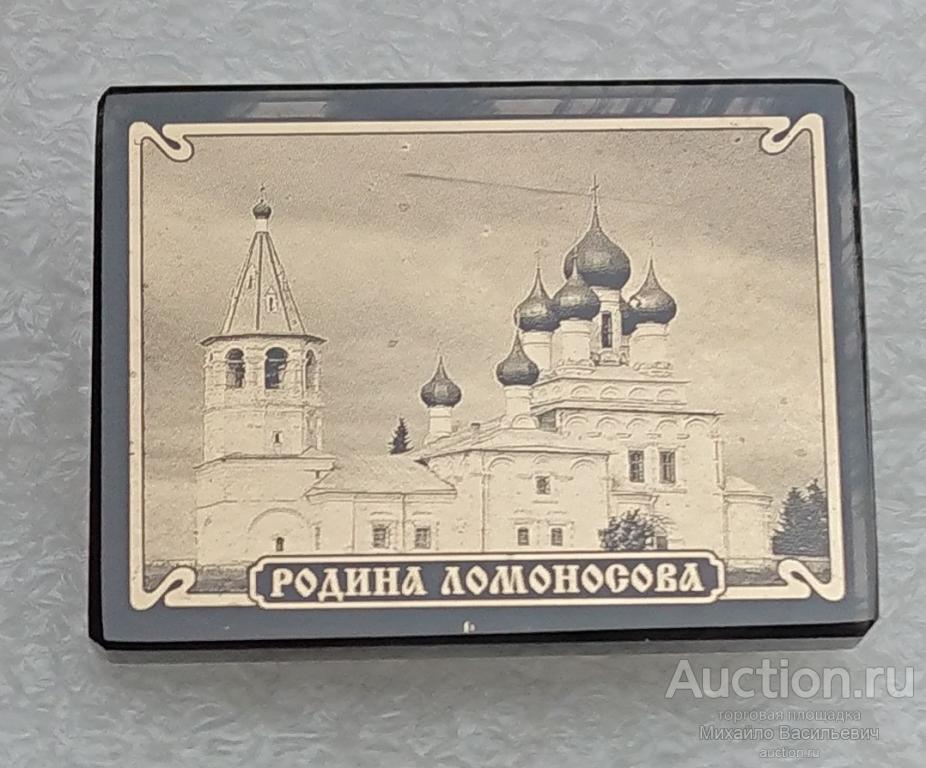 РОДИНА ЛОМОНОСОВА
Auction.ru
торговая площадка
Михайло Васильевич
auction.ru